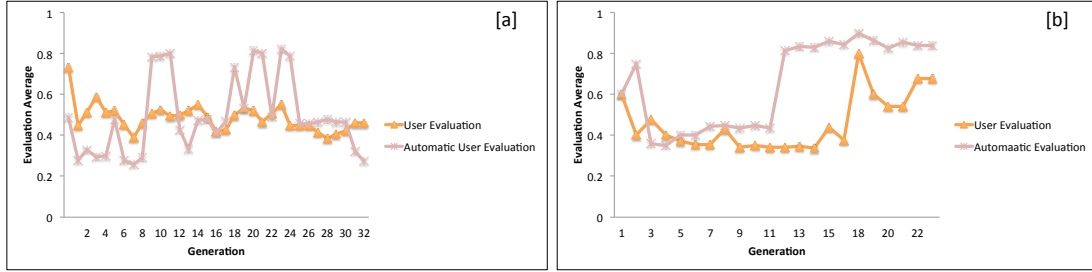 [a]
1
0.8
0.6
0.4
0.2
0
Evaluation Average
2 4 6 8 10 12 14 16 18 20 22 24 26 28 30 32
Generation
User Evaluation
Automatic User Evaluation
[b]
1
0.8
0.6
0.4
0.2
0
Evaluation Average
1 3 5 7 9 11 13 15 17 18 20 22
Generation
User Evaluation
Automaatic Evaluation